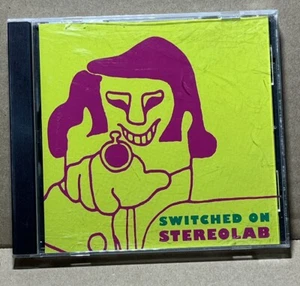 SWITCHED ON
STEREOLAB